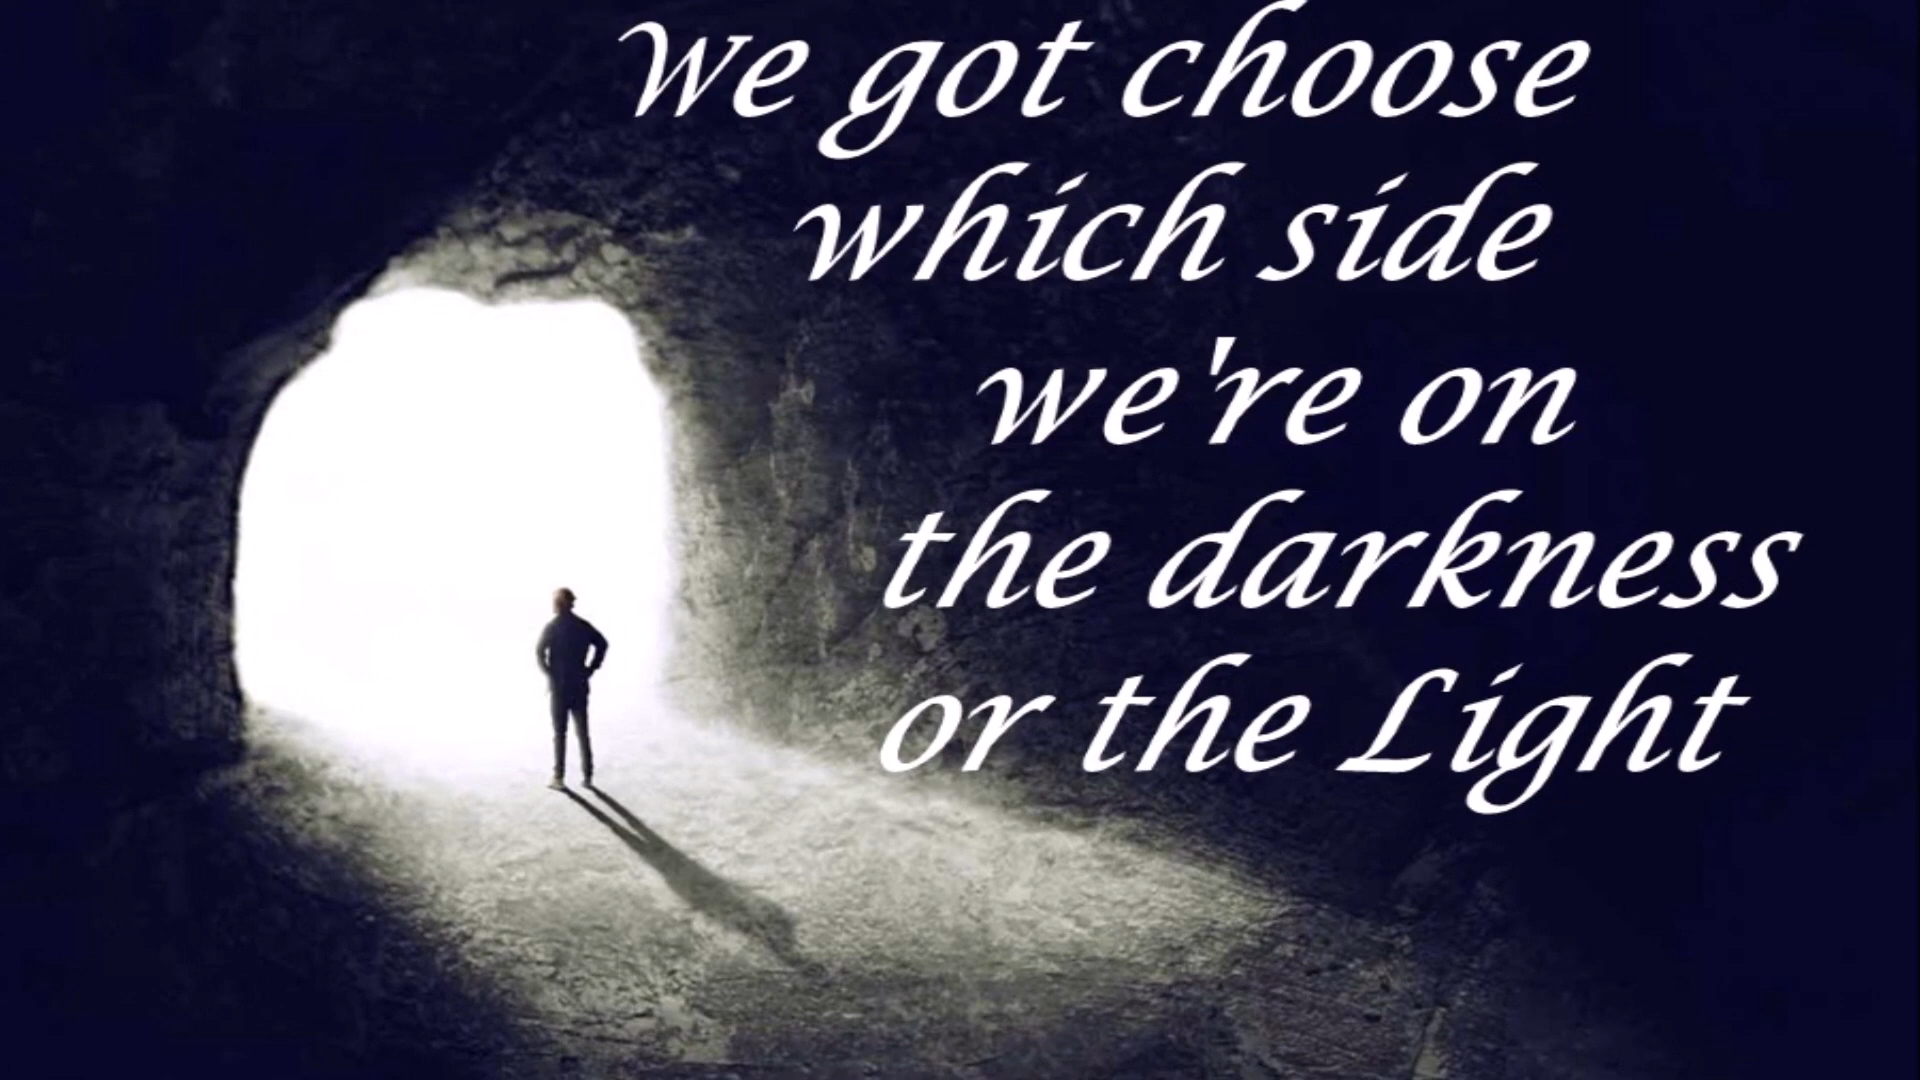 We got choose
which side
we're on
the darkness
or the Light